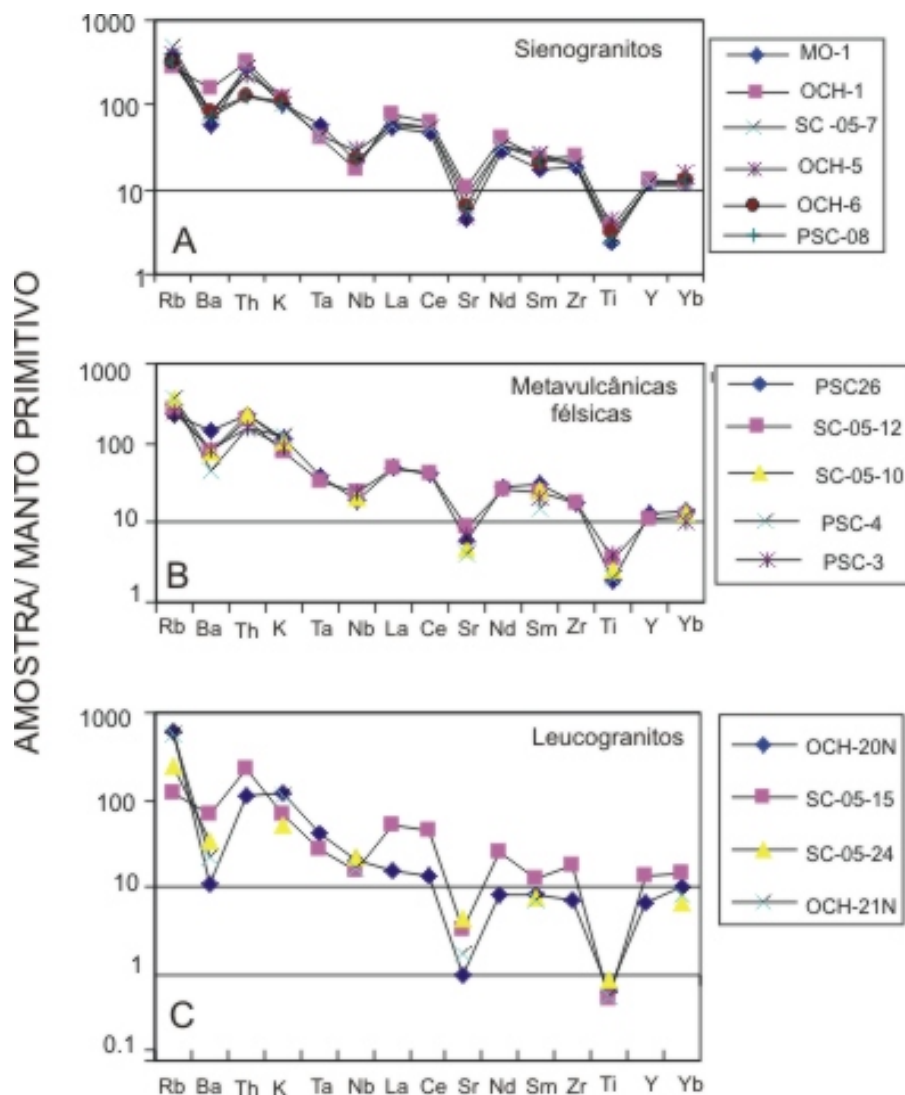 AMOSTRA/ MANTO PRIMITIVO
1000
100
10
1
Sienogranitos
A
Rb Ba Th K Ta Nb La Ce Sr Nd Sm Zr Ti Y Yb
MO-1
OCH-1
SC -05-7
OCH-5
OCH-6
PSC-08
1000
100
10
1
Metavulcânicas
félsicas
B
Rb Ba Th K Ta Nb La Ce Sr Nd Sm Zr Ti Y Yb
PSC26
SC-05-12
SC-05-10
PSC-4
PSC-3
1000
100
10
1
0.1
Leucogranitos
C
Rb Ba Th K Ta Nb La Ce Sr Nd Sm Zr Ti Y Yb
OCH-20N
SC-05-15
SC-05-24
OCH-21N